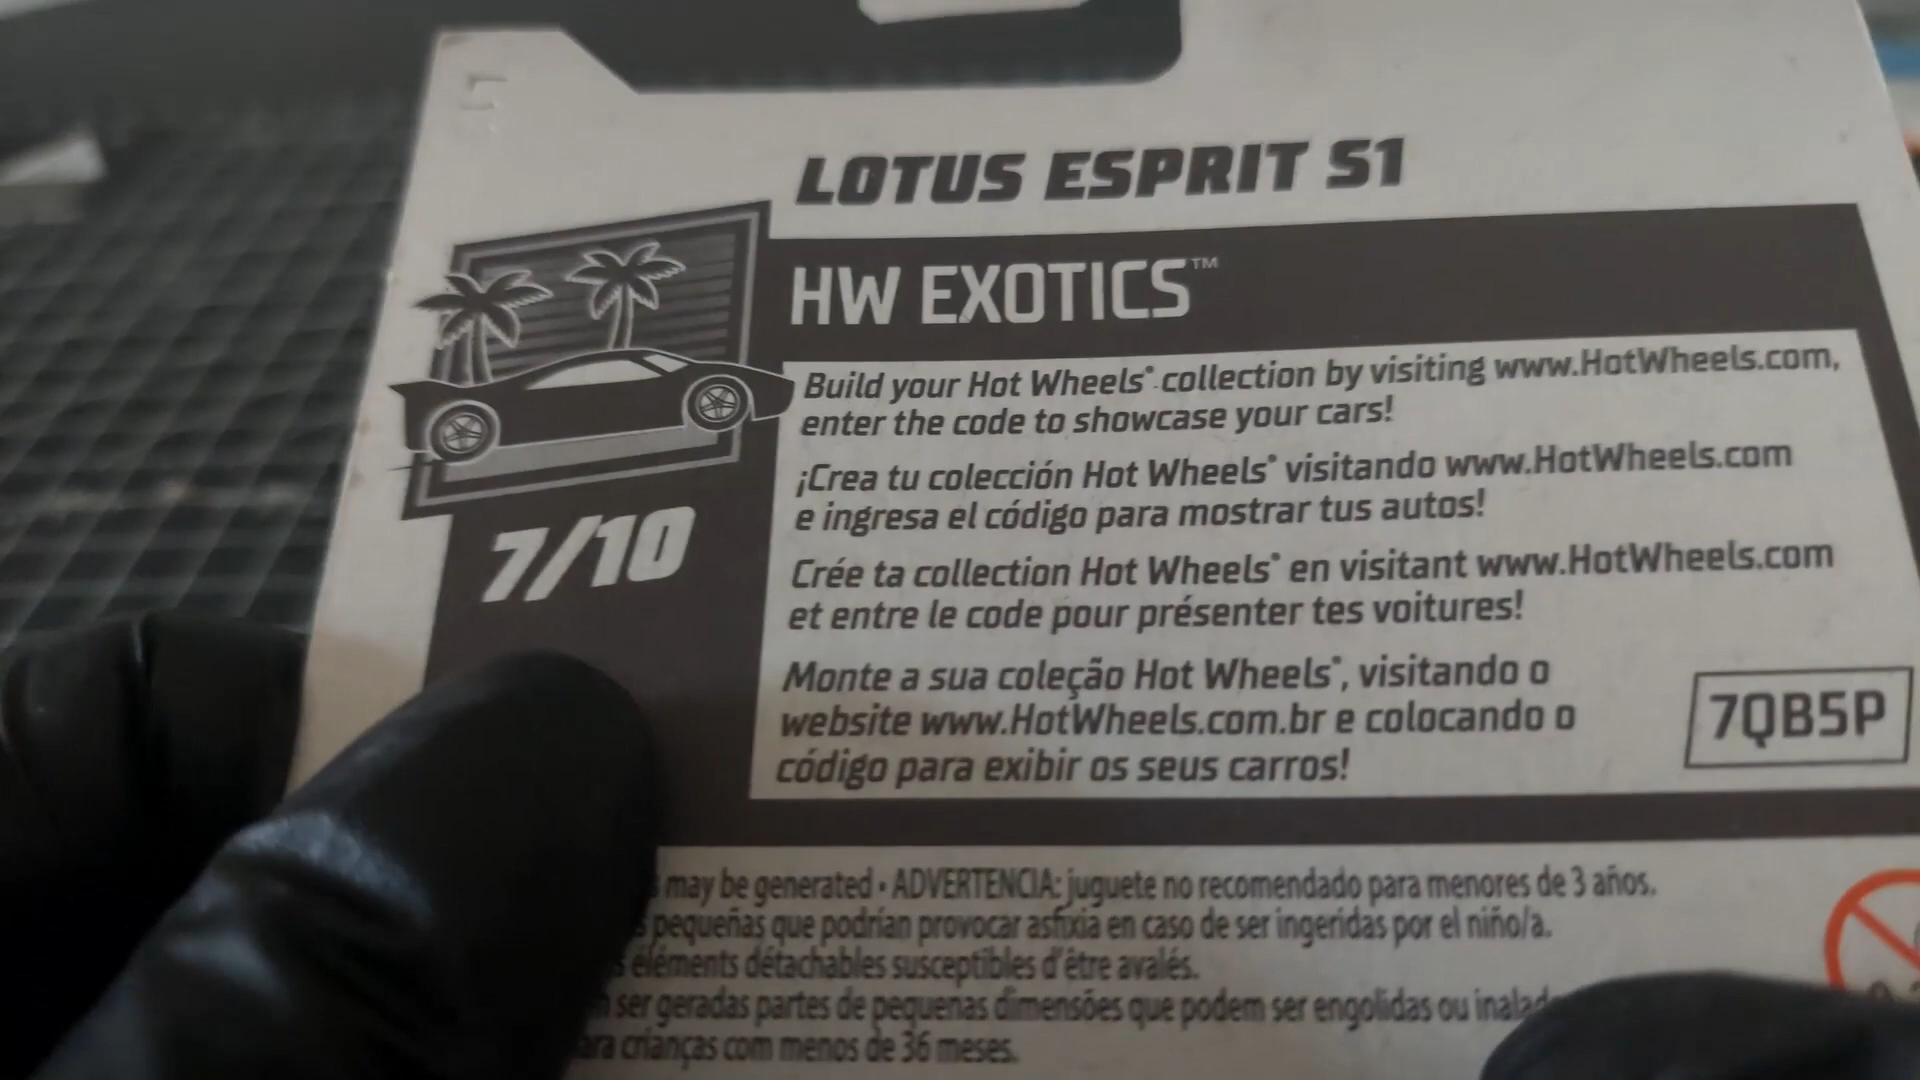 LOTUS ESPRIT S1
HW EXOTICS™
7/10
Build your Hot Wheels® collection by visiting www.HotWheels.com,
enter the code to showcase your cars!
¡Crea tu colección Hot Wheels® visitando www.HotWheels.com
e ingresa el código para mostrar tus autos!
Crée ta collection Hot Wheels® en visitant www.HotWheels.com
et entre le code pour présenter tes voitures!
Monte a sua coleção Hot Wheels®, visitando o
website www.HotWheels.com.br e colocando o
código para exibir os seus carros!
7QB5P
may be generated • ADVERTENCIA: juguete no recomendado para menores de 3 años.
pequeñas que podrían provocar asfixia en caso de ser ingeridas por el niño/a.
éléments détachables susceptibles d'être avalés.
ser geradas partes de pequenas dimensões que podem ser engolidas ou
crianças com menos de 36 meses.